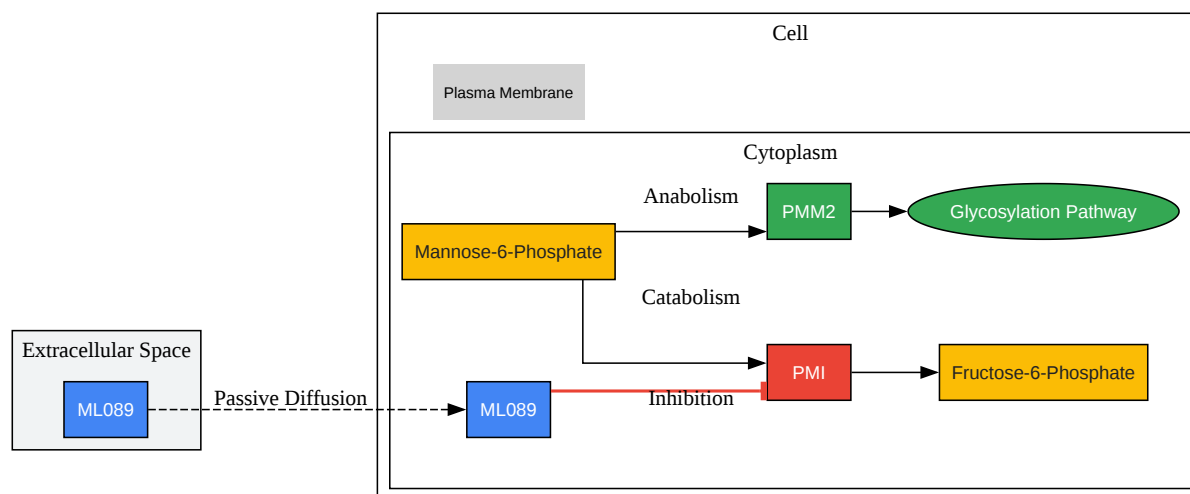 Cell
Plasma Membrane
Cytoplasm
Anabolism
PMM2
Glycosylation Pathway
Mannose-6-Phosphate
Catabolism
Extracellular Space
PMI
Fructose-6-Phosphate
ML089
Passive Diffusion
ML089
Inhibition